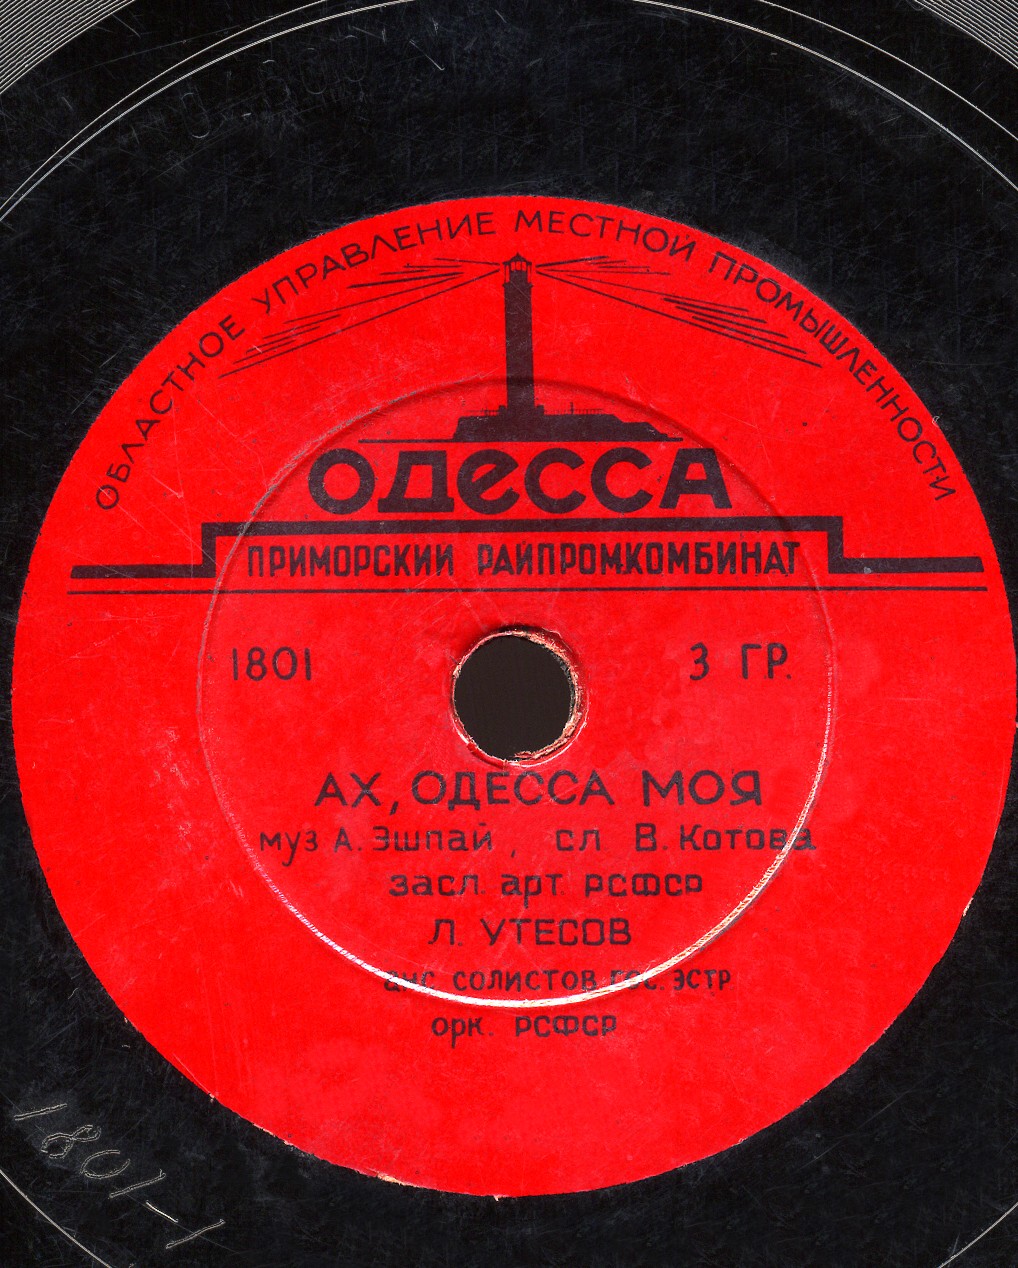 ОБЛАСТНОЕ УПРАВЛЕНИЕ МЕСТНОЙ ПРОМЫШЛЕННОСТИ
ОДЕССА
ПРИМОРСКИЙ РАЙПРОМКОМБИНАТ
1801 3 ГР.
АХ, ОДЕССА МОЯ
муз А. Эшпай, сл В. Котова
засл. арт. РСФСР
Л. УТЕСОВ
анс солистов гос. эстр
орк. РСФСР
1801-1